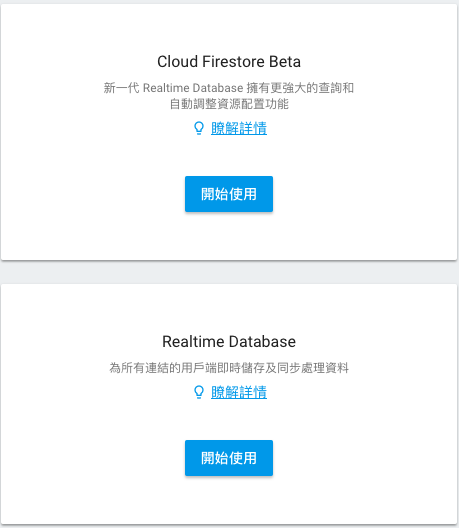 Cloud Firestore Beta
新一代 Realtime Database 擁有更強大的查詢和
自動調整資源配置功能
瞭解詳情
開始使用
Realtime Database
為所有連結的用戶端即時儲存及同步處理資料
瞭解詳情
開始使用